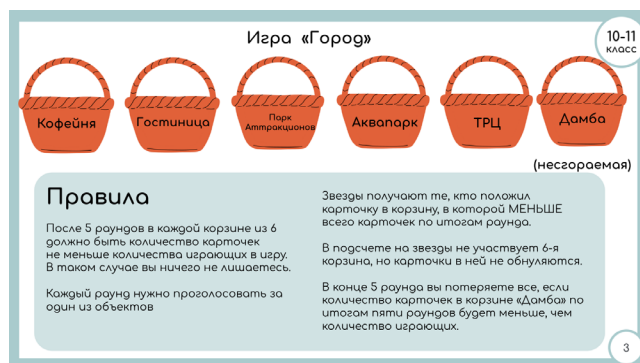 Игра «Город»
10-11
класс
Кофейня
Гостиница
Парк
Аттракционов
Аквапарк
ТРЦ
Дамба
(несгораемая)
Правила
После 5 раундов в каждой корзине из 6
должно быть количество карточек
не меньше количества играющих в игру.
В таком случае вы ничего не лишаетесь.
Каждый раунд нужно проголосовать за
один из объектов
Звезды получают те, кто положил
карточку в корзину, в которой МЕНЬШЕ
всего карточек по итогам раунда.
В подсчете на звезды не участвует 6-я
корзина, но карточки в ней не обнуляются.
В конце 5 раунда вы потеряете все, если
количество карточек в корзине «Дамба» по
итогам пяти раундов будет меньше, чем
количество играющих.
3